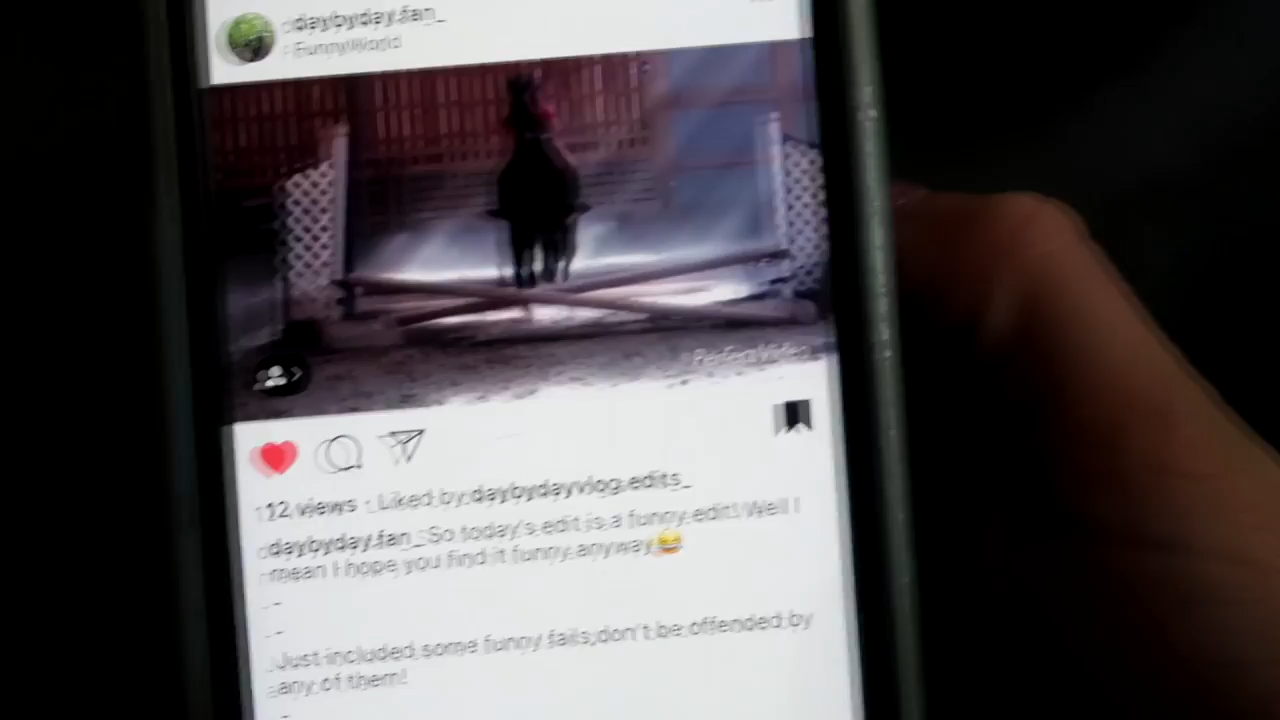 daybyday.fan_
FunnyWorld
PerfectVideo
12 views · Liked by daybydayvlog.edits_
daybyday.fan_ So today's edit is a funny edit! Well I
mean I hope you find it funny anyway😂
-
-
Just included some funny fails,don't be offended by
any of them!
-